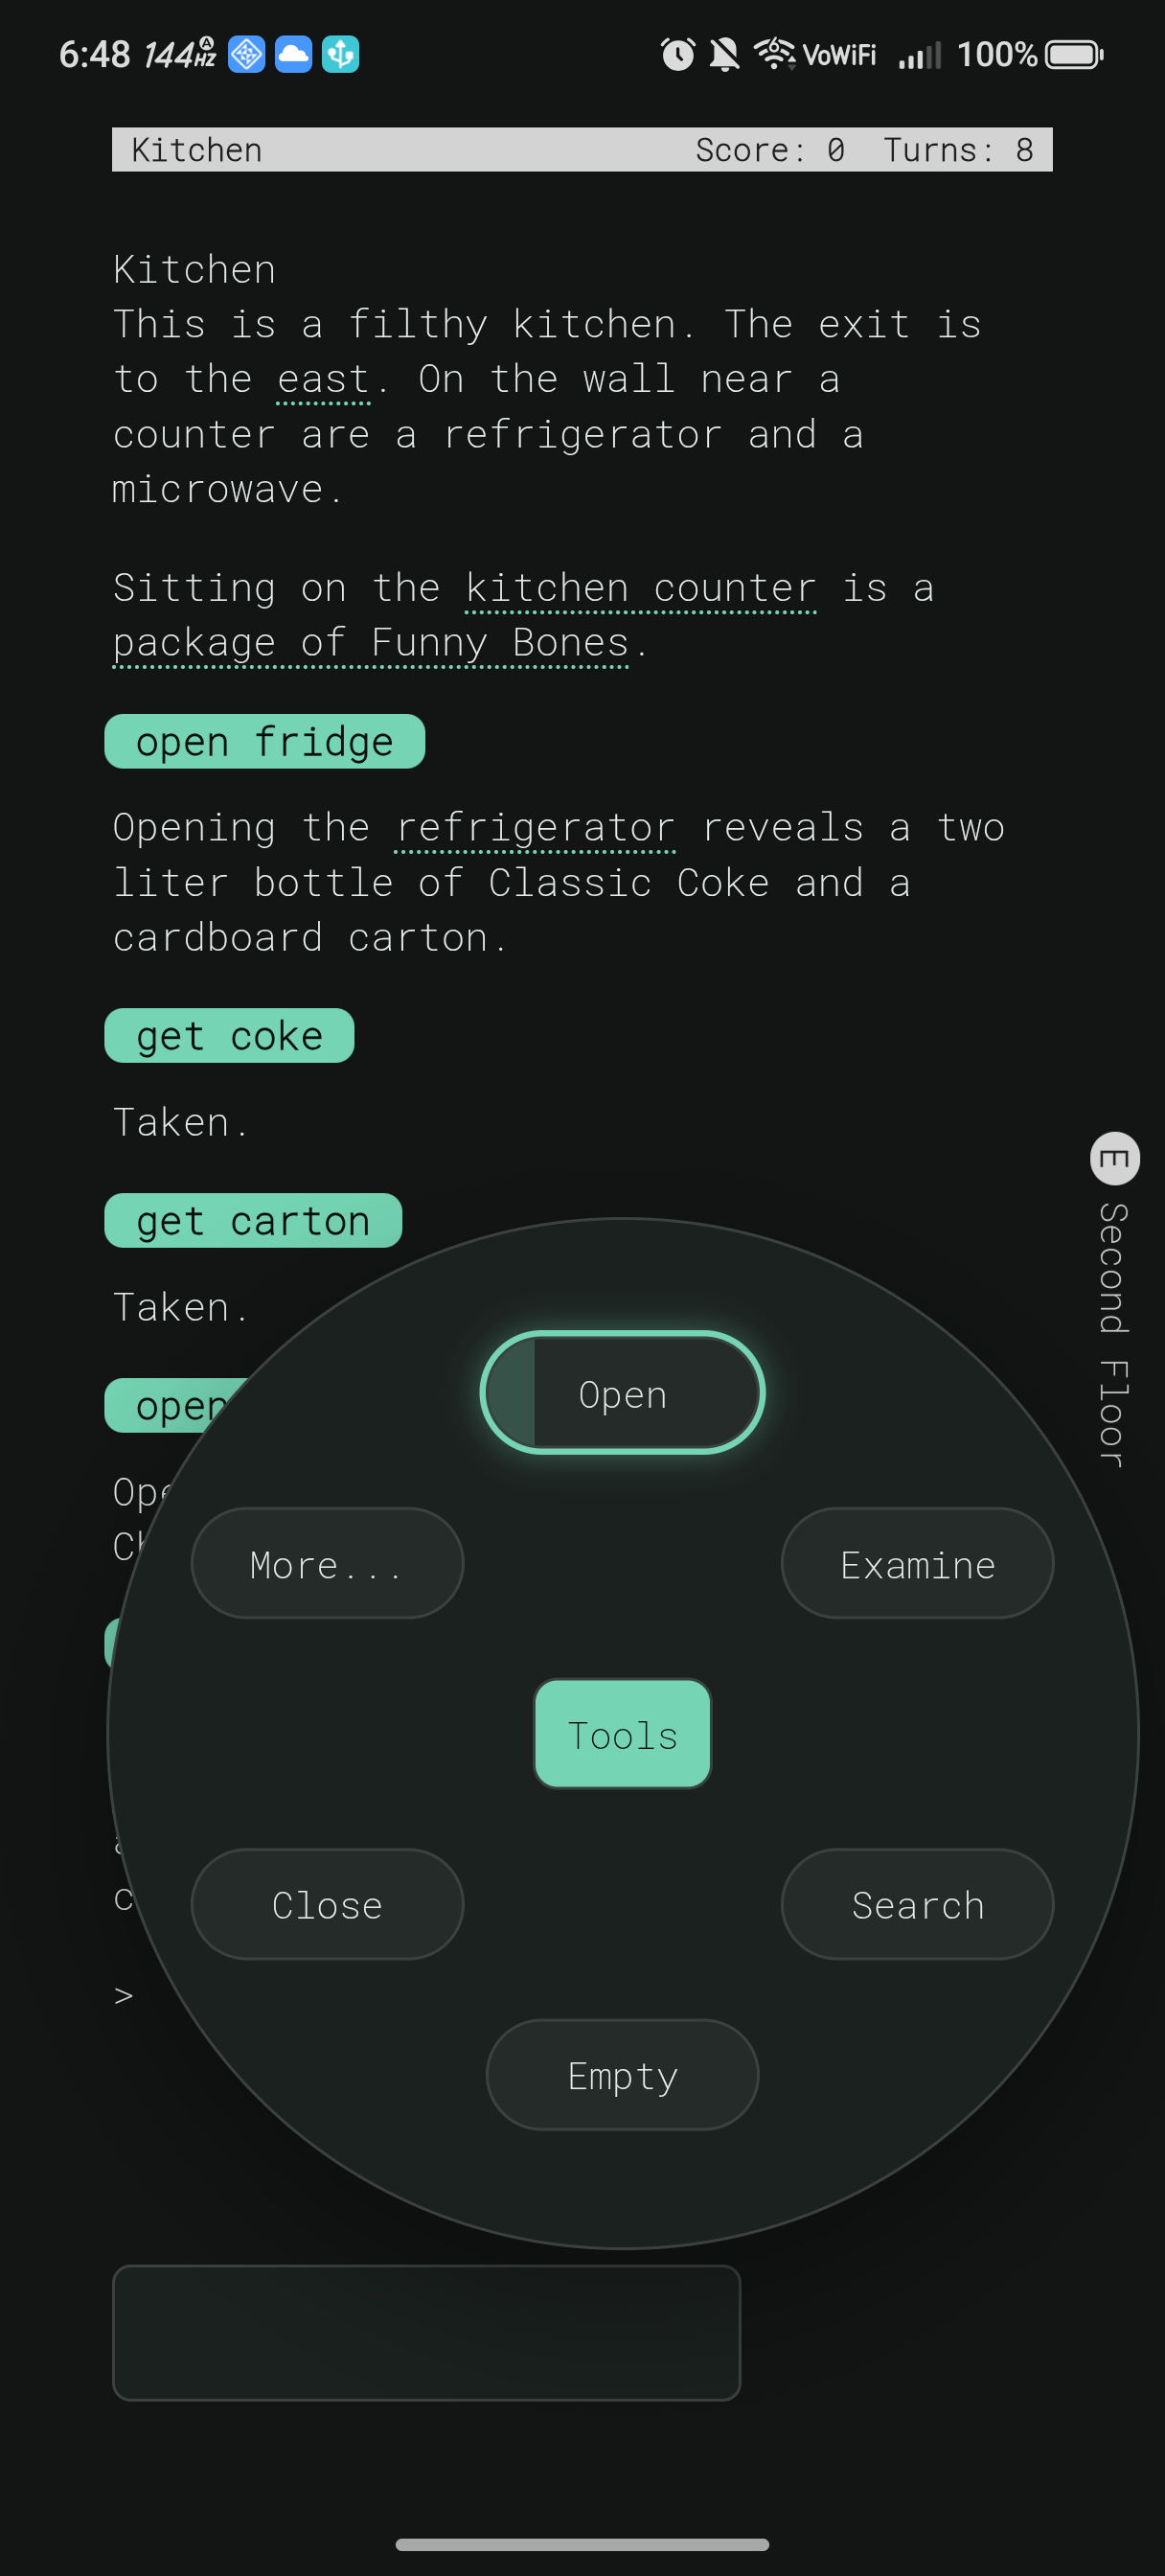 6:48 144HZ A 6 VoWiFi 100%
Kitchen Score: 0 Turns: 8
Kitchen
This is a filthy kitchen. The exit is
to the east. On the wall near a
counter are a refrigerator and a
microwave.
Sitting on the kitchen counter is a
package of Funny Bones.
open fridge
Opening the refrigerator reveals a two
liter bottle of Classic Coke and a
cardboard carton.
get coke
Taken.
get carton
Taken.
open
E Second Floor
Open
More...
Examine
Tools
Close
Search
>
Empty